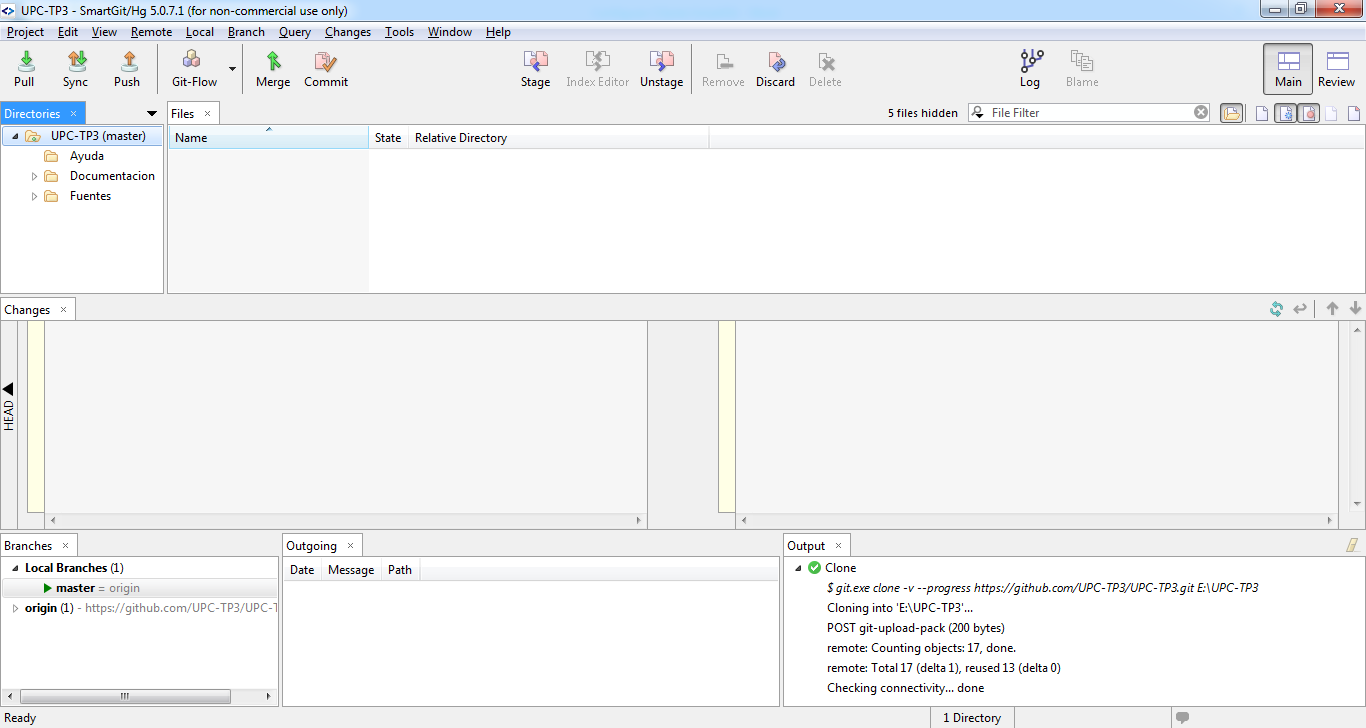 UPC-TP3 - SmartGit/Hg 5.0.7.1 (for non-commercial use only)
Project Edit View Remote Local Branch Query Changes Tools Window Help
Pull Sync Push Git-Flow Merge Commit Stage Index Editor Unstage Remove Discard Delete Log Blame Main Review
Directories Files 5 files hidden File Filter
UPC-TP3 (master) Name State Relative Directory
Ayuda
Documentacion
Fuentes
Changes
HEAD
Branches Outgoing Output
Local Branches (1) Date Message Path Clone
master = origin $ git.exe clone -v --progress https://github.com/UPC-TP3/UPC-TP3.git E:\UPC-TP3
origin (1) - https://github.com/UPC-TP3/UPC-T Cloning into 'E:\UPC-TP3'...
POST git-upload-pack (200 bytes)
remote: Counting objects: 17, done.
remote: Total 17 (delta 1), reused 13 (delta 0)
Checking connectivity... done
Ready 1 Directory